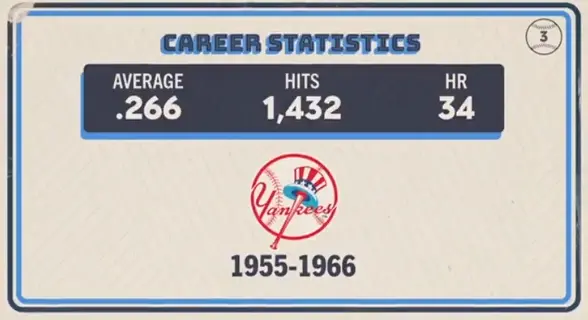 3
CAREER STATISTICS
AVERAGE HITS HR
.266 1,432 34
Yankees
1955-1966